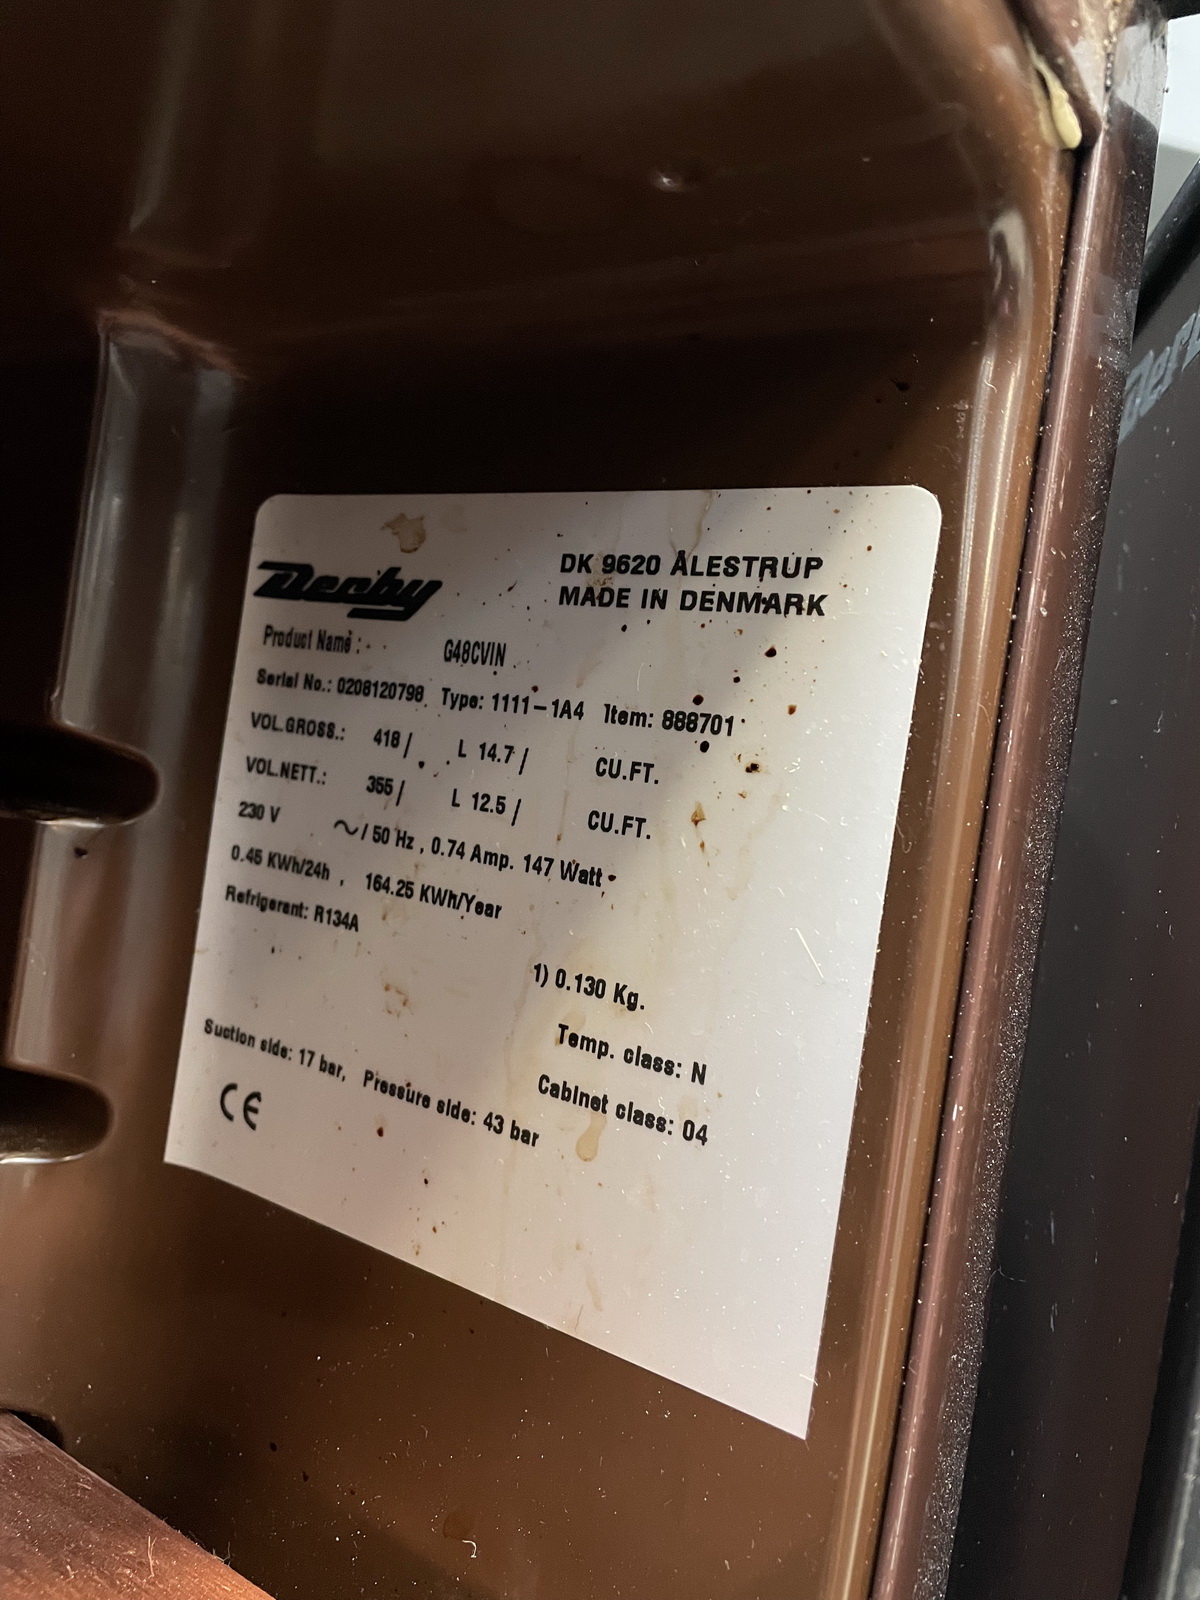 Derby
DK 9620 ÅLESTRUP
MADE IN DENMARK
Product Name : G48CVIN
Serial No.: 0208120798 Type: 1111-1A4 Item: 888701
VOL.GROSS.: 418 / L 14.7 / CU.FT.
VOL.NETT.: 355 / L 12.5 / CU.FT.
230 V ~/ 50 Hz , 0.74 Amp. 147 Watt
0.45 KWh/24h , 164.25 KWh/Year
Refrigerant: R134A
1) 0.130 Kg.
Temp. class: N
Cabinet class: 04
Suction side: 17 bar, Pressure side: 43 bar
CE